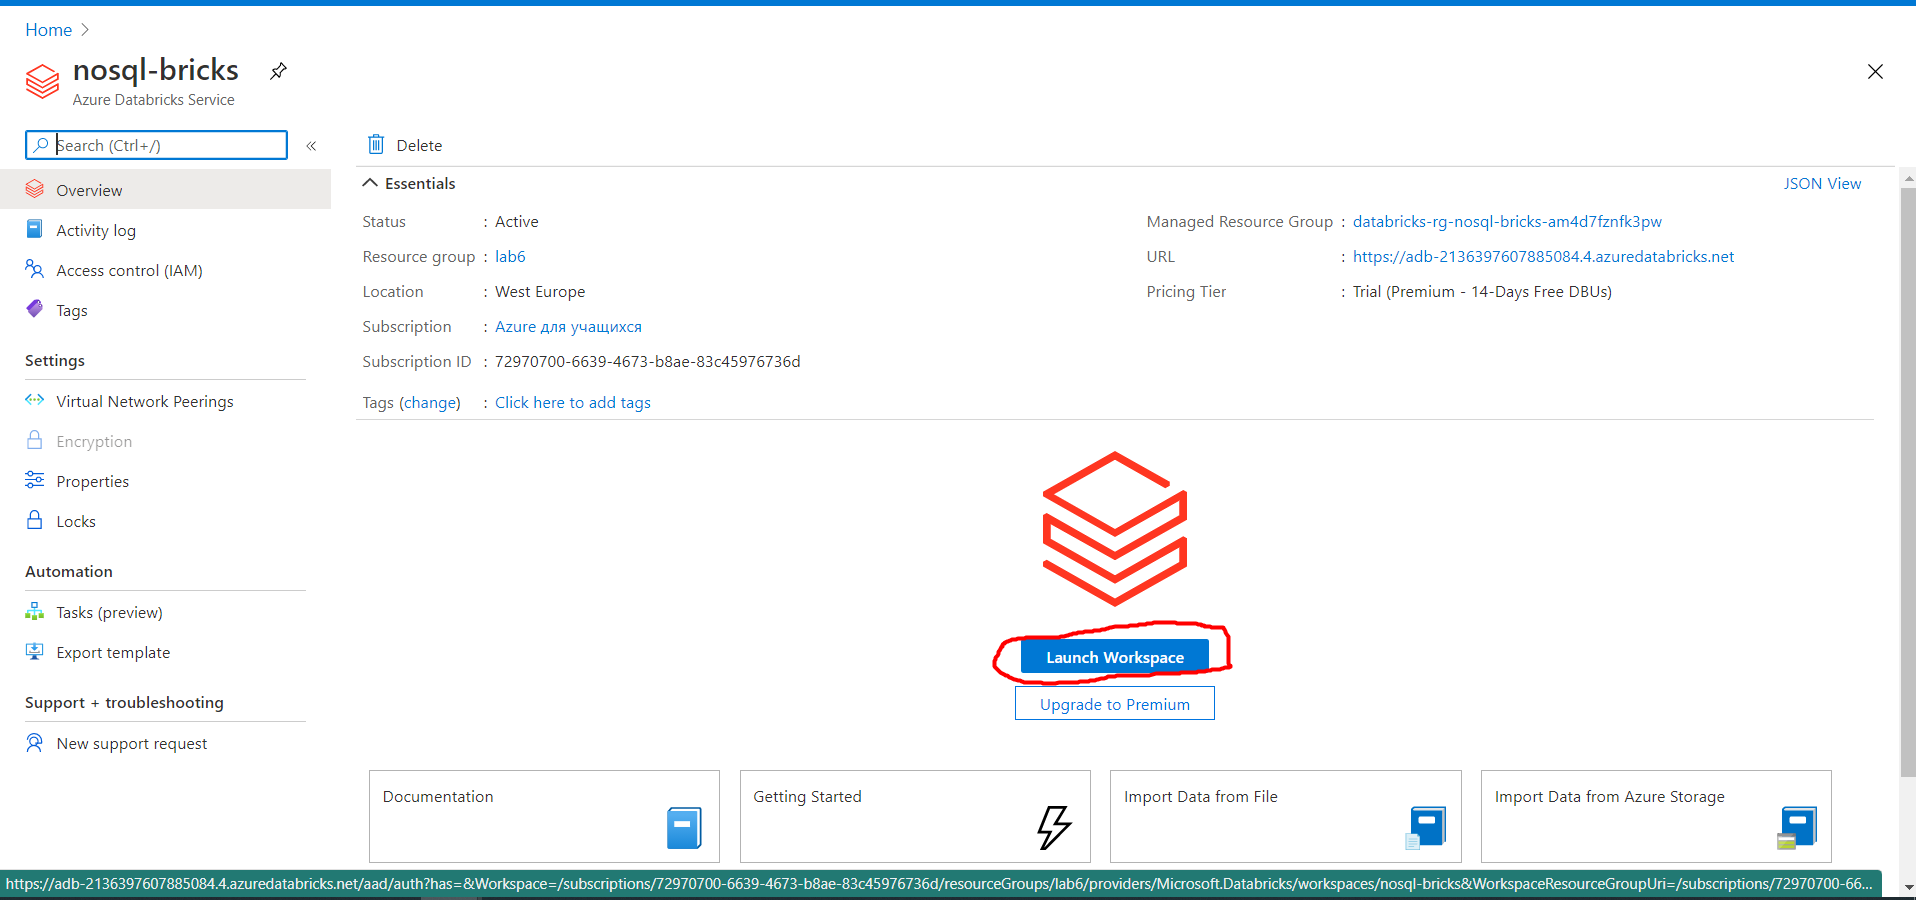 Home
nosql-bricks
Azure Databricks Service
Search (Ctrl+/)
«
Overview
Activity log
Access control (IAM)
Tags
Settings
Virtual Network Peerings
Encryption
Properties
Locks
Automation
Tasks (preview)
Export template
Support + troubleshooting
New support request
Delete
Essentials
JSON View
Status : Active
Resource group : lab6
Location : West Europe
Subscription : Azure для учащихся
Subscription ID : 72970700-6639-4673-b8ae-83c45976736d
Tags (change) : Click here to add tags
Managed Resource Group : databricks-rg-nosql-bricks-am4d7fznfk3pw
URL : https://adb-2136397607885084.4.azuredatabricks.net
Pricing Tier : Trial (Premium - 14-Days Free DBUs)
Launch Workspace
Upgrade to Premium
Documentation
Getting Started
Import Data from File
Import Data from Azure Storage
https://adb-2136397607885084.4.azuredatabricks.net/aad/auth?has=&Workspace=/subscriptions/72970700-6639-4673-b8ae-83c45976736d/resourceGroups/lab6/providers/Microsoft.Databricks/workspaces/nosql-bricks&WorkspaceResourceGroupUri=/subscriptions/72970700-66...